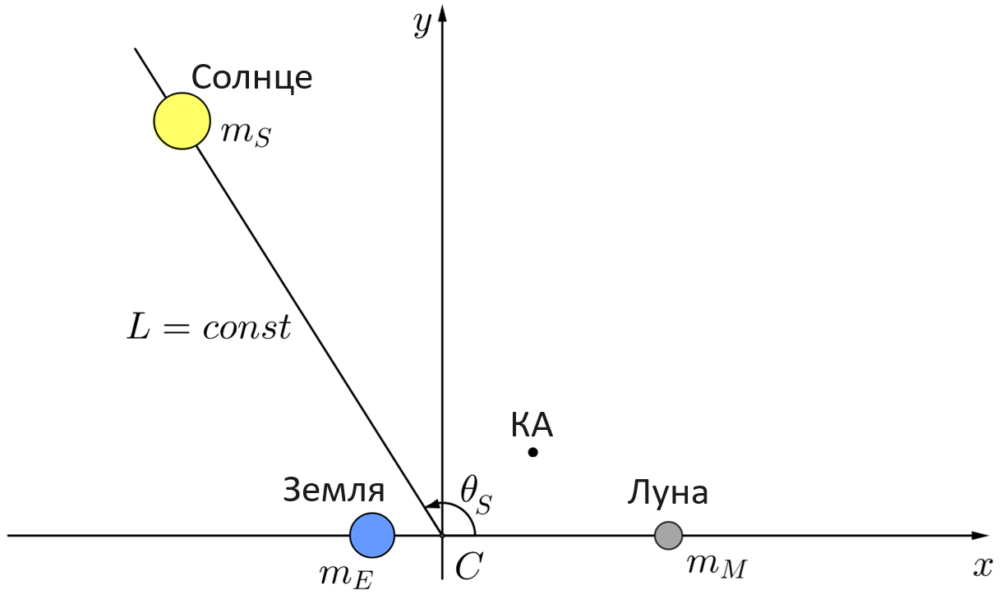 y
Солнце
m_S
L = const
КА
Земля
θ_S
Луна
m_E
C
m_M
x